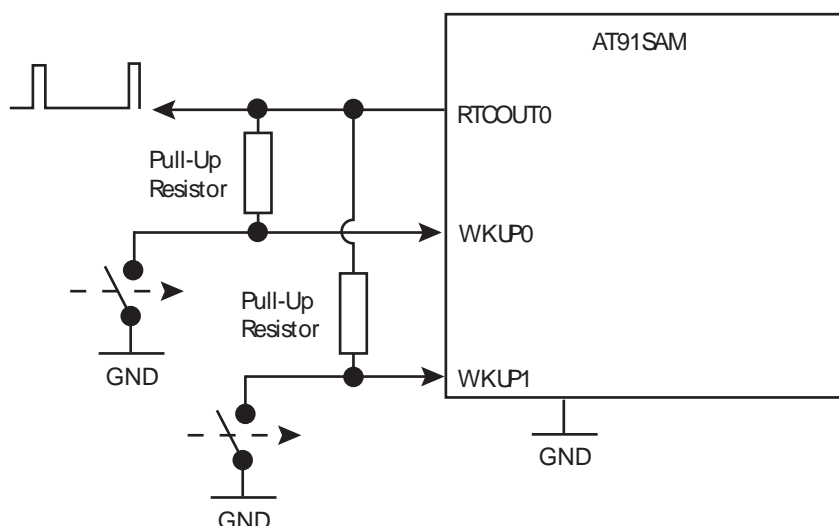 AT91SAM
RTCOUT0
Pull-Up
Resistor
WKUP0
Pull-Up
Resistor
GND
WKUP1
GND
GND